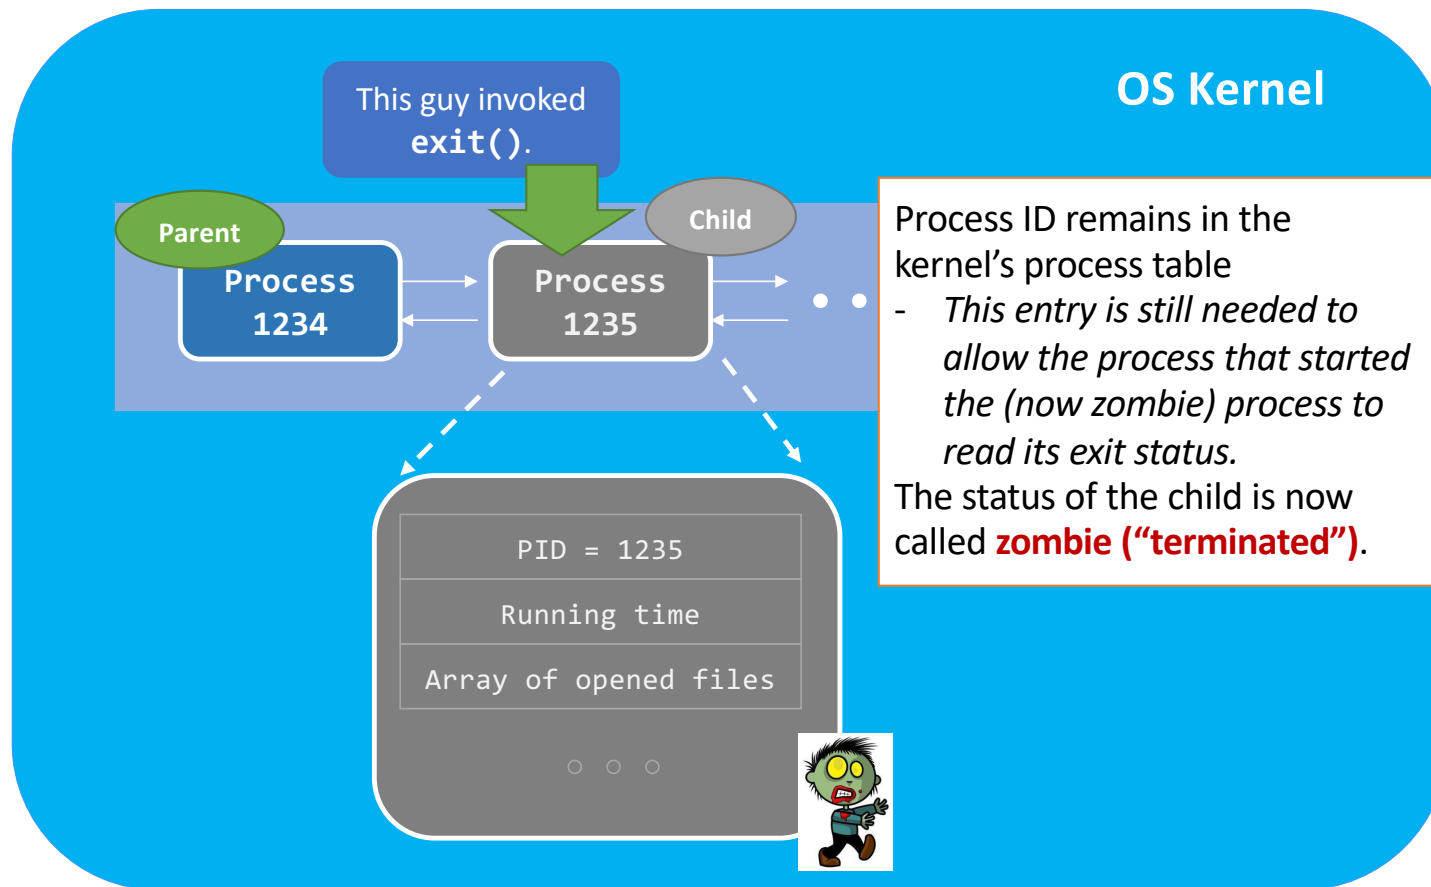 OS Kernel
This guy invoked
exit().
Parent
Child
Process
1234
Process
1235
Process ID remains in the
kernel’s process table
- This entry is still needed to
allow the process that started
the (now zombie) process to
read its exit status.
The status of the child is now
called zombie (“terminated”).
PID = 1235
Running time
Array of opened files